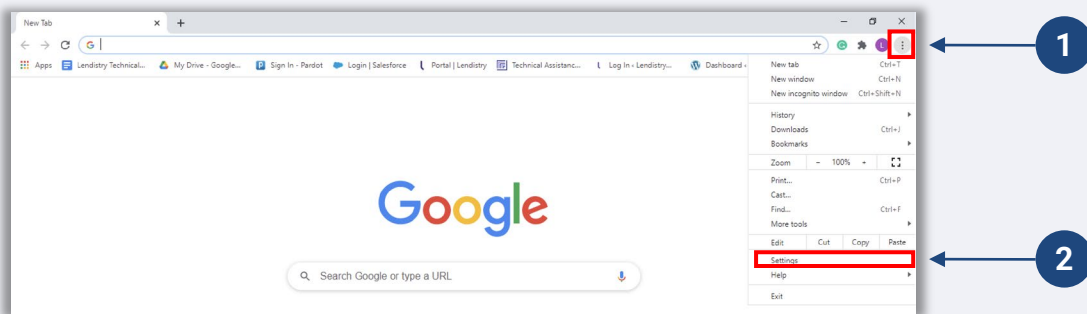 New Tab
G
Apps Lendistry Technical... My Drive - Google... Sign In - Pardot Login | Salesforce Portal | Lendistry Technical Assistanc... Log In ‹ Lendistry... Dashboard ‹
L
1
New tab Ctrl+T
New window Ctrl+N
New incognito window Ctrl+Shift+N
History
Downloads Ctrl+J
Bookmarks
Zoom - 100% +
Print... Ctrl+P
Cast...
Find... Ctrl+F
More tools
Edit Cut Copy Paste
Settings
Help
Exit
2
Google
Search Google or type a URL